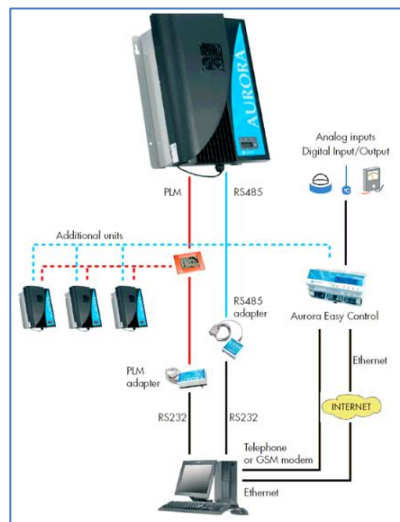 AURORA
Analog inputs
Digital Input/Output
PLM
RS485
Additional units
RS485
adapter
Aurora Easy Control
PLM
adapter
Ethernet
RS232
RS232
INTERNET
Telephone
or GSM modem
Ethernet